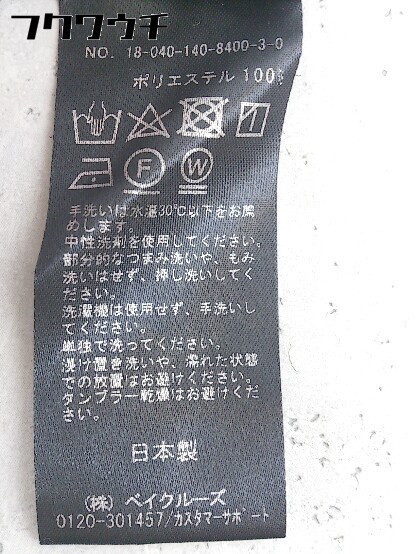 フクワウチ
NO. 18-040-140-8400-3-0
ポリエステル 100%
F
W
手洗いは水温30℃以下をお薦
めします。
中性洗剤を使用してください。
部分的なつまみ洗いや、もみ
洗いはせず、押し洗いしてく
ださい。
洗濯機は使用せず、手洗いし
てください。
単独で洗ってください。
浸け置き洗いや、濡れた状態
での放置はお避けください。
タンブラー乾燥はお避けくだ
さい。
日本製
(株) ベイクルーズ
0120-301457/カスタマーサポート